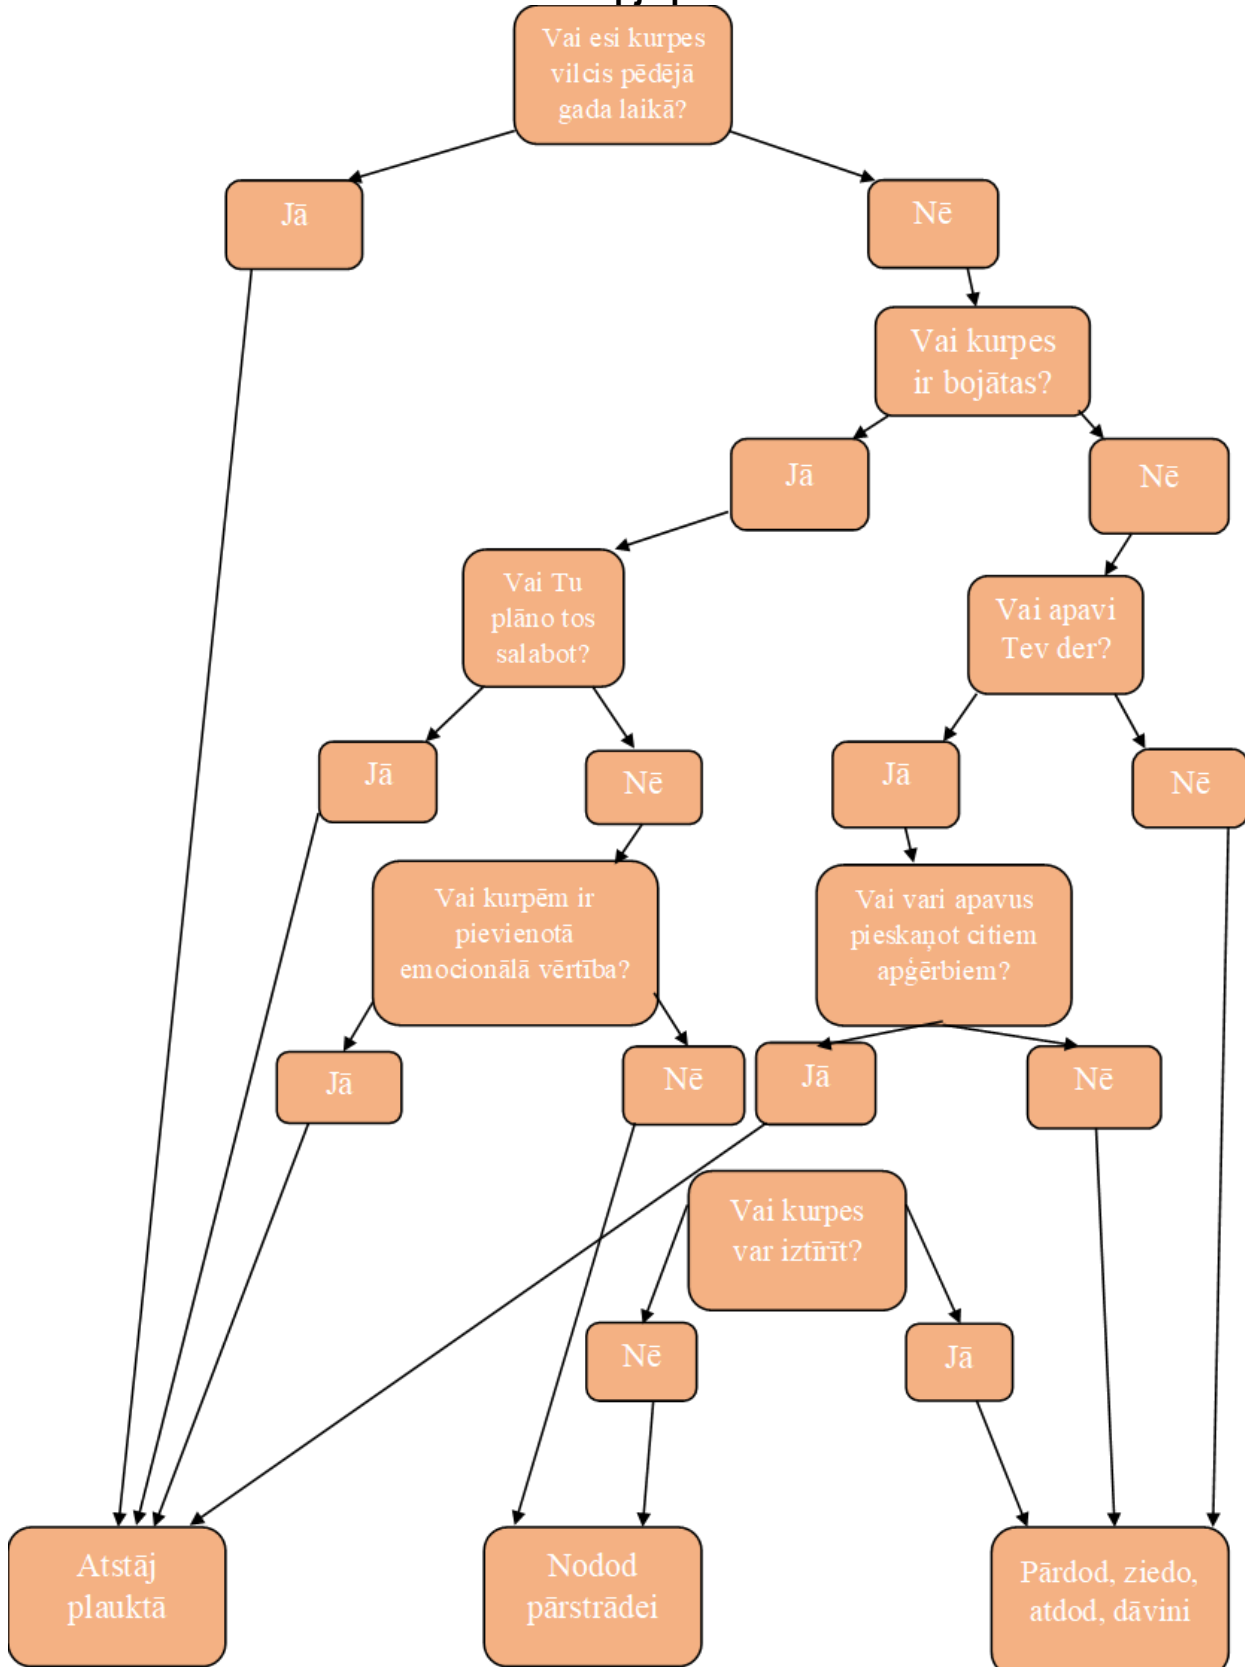 Vai esi kurpes
vilcis pēdējā
gada laikā?
Jā
Nē
Vai kurpes
ir bojātas?
Jā
Nē
Vai Tu
plāno tos
salabot?
Vai apavi
Tev der?
Jā
Nē
Jā
Nē
Vai kurpēm ir
pievienotā
emocionālā vērtība?
Vai vari apavus
pieskaņot citiem
apģērbiem?
Jā
Nē
Jā
Nē
Vai kurpes
var iztīrīt?
Nē
Jā
Atstāj
plauktā
Nodod
pārstrādei
Pārdod, ziedo,
atdod, dāvini